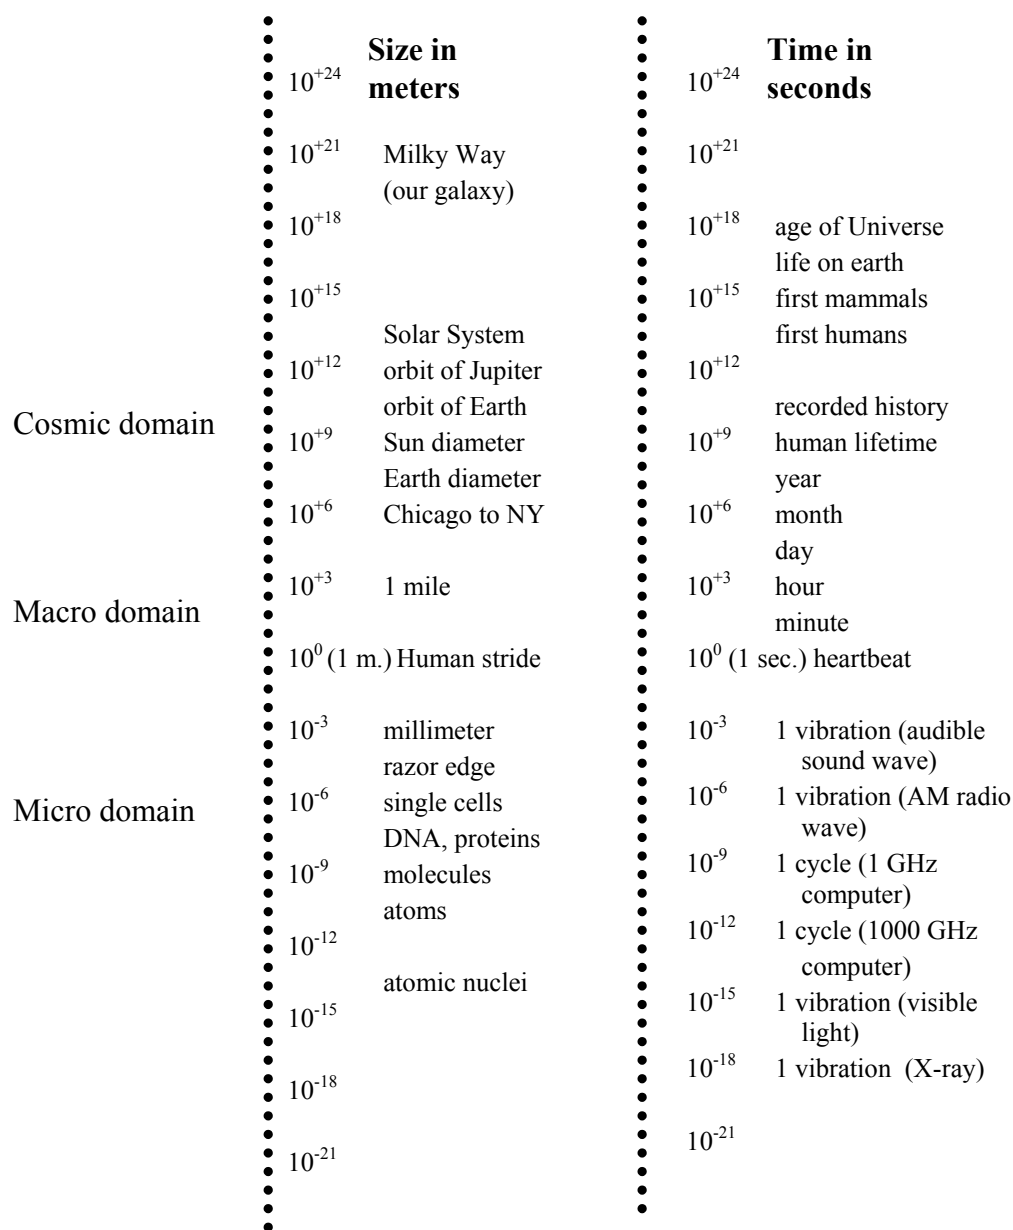 Size in
Time in
10⁺²⁴ meters
10⁺²⁴ seconds
10⁺²¹ Milky Way
10⁺²¹
(our galaxy)
10⁺¹⁸
10⁺¹⁸ age of Universe
life on earth
10⁺¹⁵
10⁺¹⁵ first mammals
Solar System
first humans
10⁺¹² orbit of Jupiter
10⁺¹²
Cosmic domain
orbit of Earth
recorded history
10⁺⁹ Sun diameter
10⁺⁹ human lifetime
Earth diameter
year
10⁺⁶ Chicago to NY
10⁺⁶ month
day
10⁺³ 1 mile
10⁺³ hour
Macro domain
minute
10⁰ (1 m.) Human stride
10⁰ (1 sec.) heartbeat
10⁻³ millimeter
10⁻³ 1 vibration (audible
razor edge
sound wave)
Micro domain
10⁻⁶ single cells
10⁻⁶ 1 vibration (AM radio
DNA, proteins
wave)
10⁻⁹ molecules
10⁻⁹ 1 cycle (1 GHz
computer)
atoms
10⁻¹²
10⁻¹² 1 cycle (1000 GHz
computer)
atomic nuclei
10⁻¹⁵
10⁻¹⁵ 1 vibration (visible
light)
10⁻¹⁸
10⁻¹⁸ 1 vibration (X-ray)
10⁻²¹
10⁻²¹